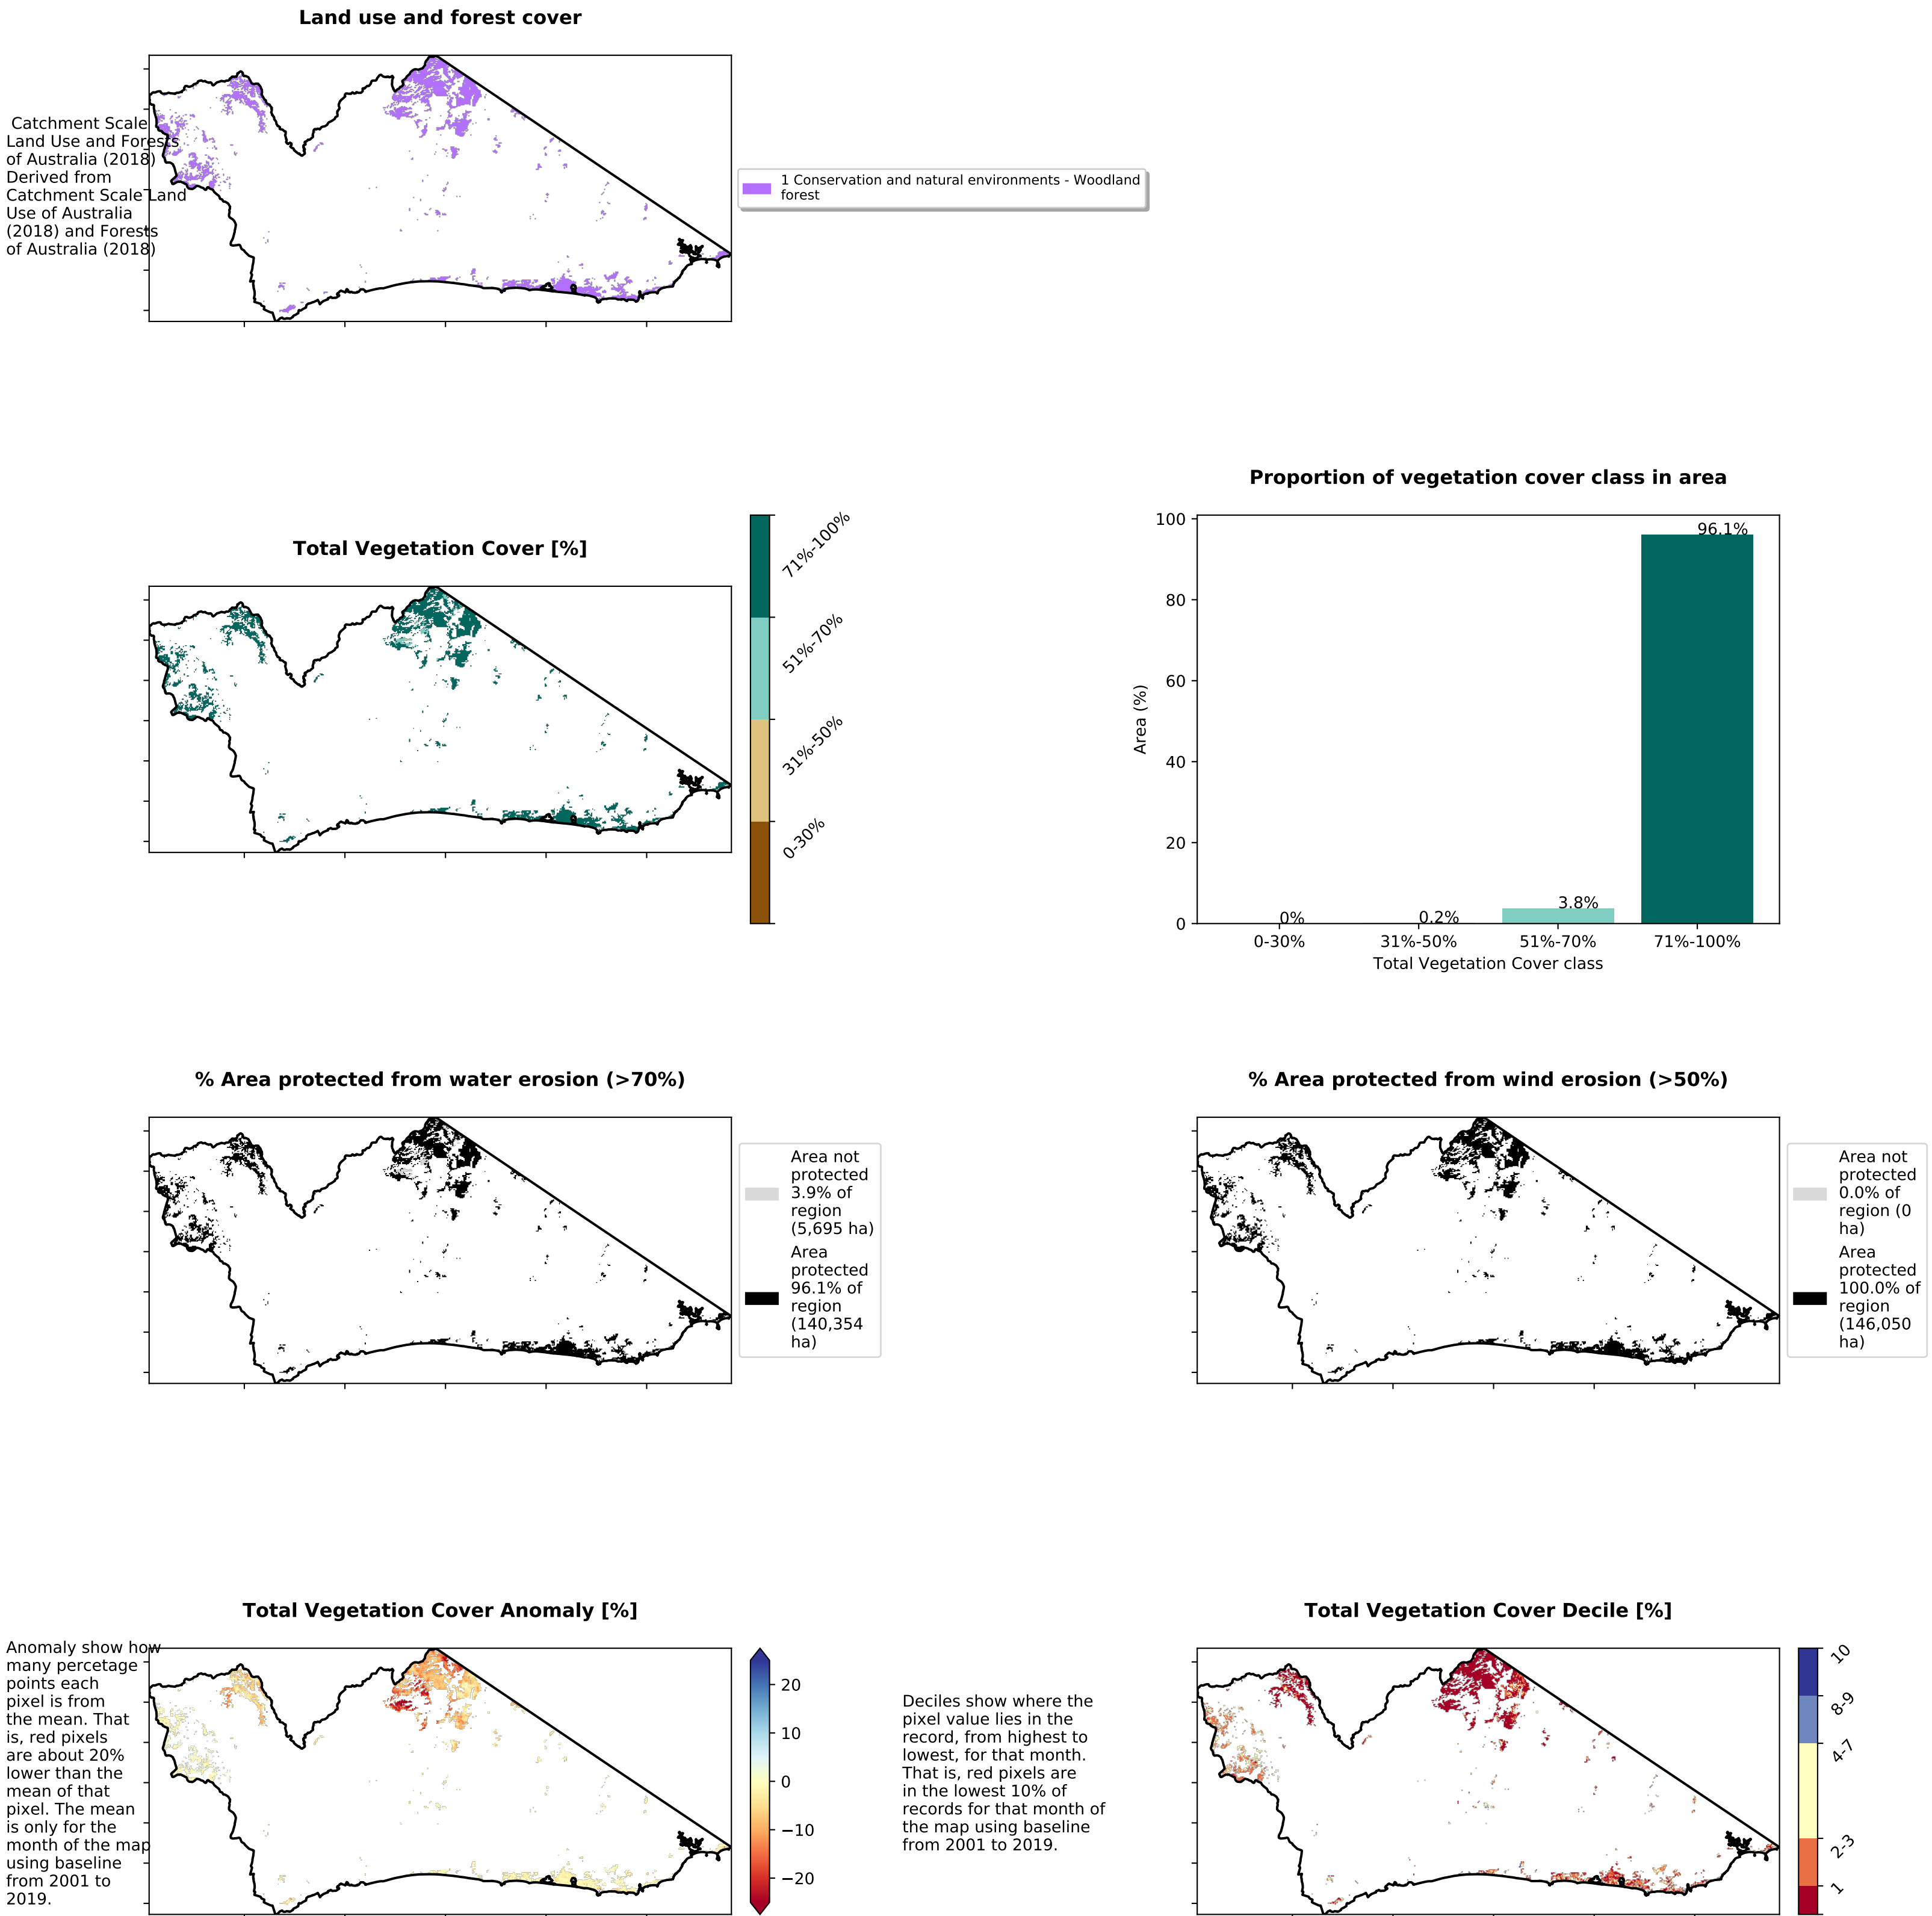 Land use and forest cover
Catchment Scale
Land Use and Forests
of Australia (2018)
Derived from
Catchment Scale Land
Use of Australia
(2018) and Forests
of Australia (2018)
1 Conservation and natural environments - Woodland
forest
Total Vegetation Cover [%]
71%-100%
51%-70%
31%-50%
0-30%
Proportion of vegetation cover class in area
Area (%)
100
80
60
40
20
0
0%
0.2%
3.8%
96.1%
0-30%
31%-50%
51%-70%
71%-100%
Total Vegetation Cover class
% Area protected from water erosion (>70%)
Area not
protected
3.9% of
region
(5,695 ha)
Area
protected
96.1% of
region
(140,354
ha)
% Area protected from wind erosion (>50%)
Area not
protected
0.0% of
region (0
ha)
Area
protected
100.0% of
region
(146,050
ha)
Total Vegetation Cover Anomaly [%]
Anomaly show how
many percetage
points each
pixel is from
the mean. That
is, red pixels
are about 20%
lower than the
mean of that
pixel. The mean
is only for the
month of the map
using baseline
from 2001 to
2019.
20
10
0
−10
−20
Total Vegetation Cover Decile [%]
Deciles show where the
pixel value lies in the
record, from highest to
lowest, for that month.
That is, red pixels are
in the lowest 10% of
records for that month of
the map using baseline
from 2001 to 2019.
10
8-9
4-7
2-3
1